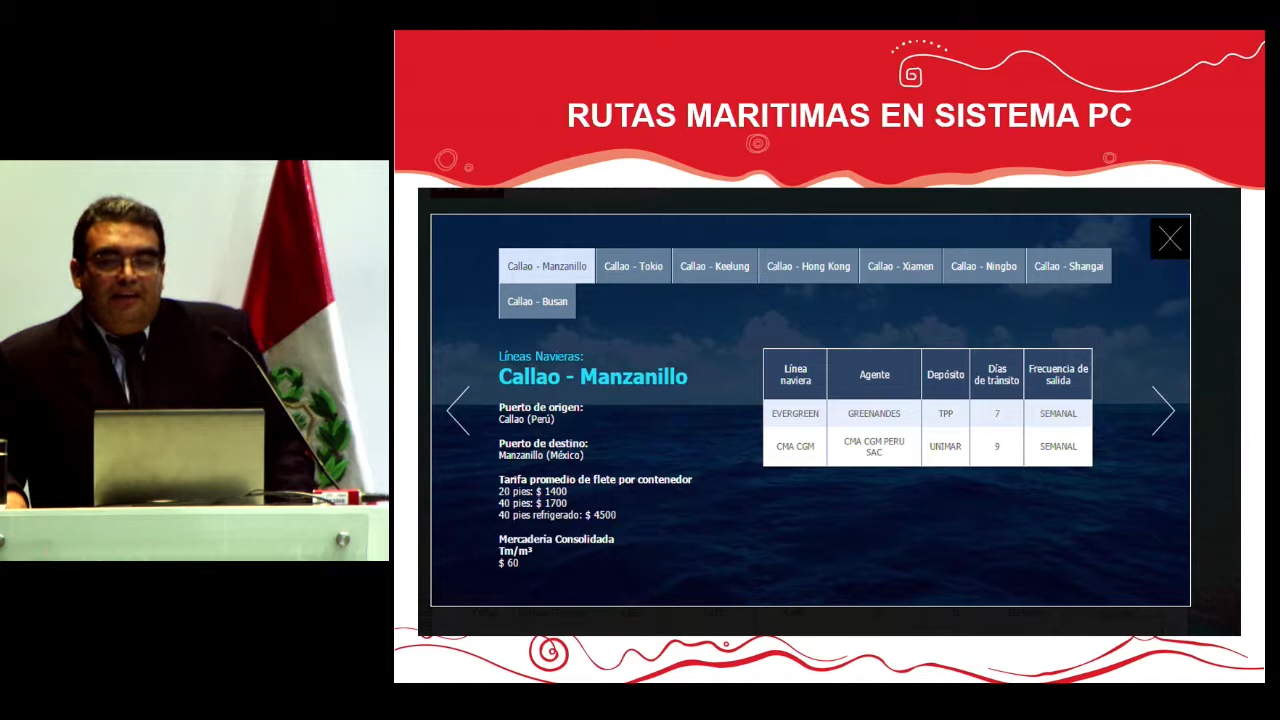 RUTAS MARITIMAS EN SISTEMA PC
Callao - Manzanillo
Callao - Tokio
Callao - Keelung
Callao - Hong Kong
Callao - Xiamen
Callao - Ningbo
Callao - Shangai
Callao - Busan
Líneas Navieras:
Callao - Manzanillo
Puerto de origen:
Callao (Perú)
Puerto de destino:
Manzanillo (México)
Tarifa promedio de flete por contenedor
20 pies: $ 1400
40 pies: $ 1700
40 pies refrigerado: $ 4500
Mercadería Consolidada
Tm/m³
$ 60
Línea
naviera
Agente
Depósito
Días
de tránsito
Frecuencia de
salida
EVERGREEN
GREENANDES
TPP
7
SEMANAL
CMA CGM
CMA CGM PERU
SAC
UNIMAR
9
SEMANAL